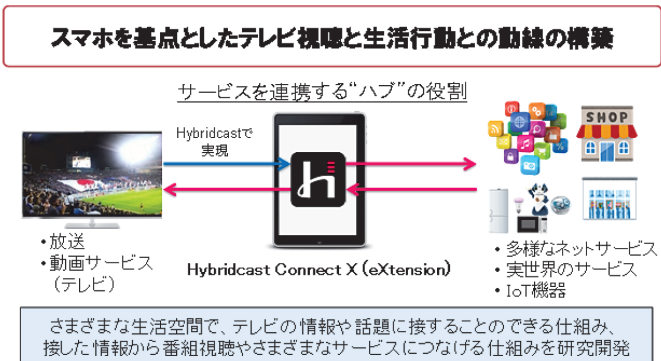 スマホを基点としたテレビ視聴と生活行動との動線の構築
サービスを連携する“ハブ”の役割
Hybridcastで
実現
SHOP
・放送
・動画サービス
（テレビ）
Hybridcast Connect X (eXtension)
・多様なネットサービス
・実世界のサービス
・IoT機器
さまざまな生活空間で、テレビの情報や話題に接することのできる仕組み、
接した情報から番組視聴やさまざまなサービスにつなげる仕組みを研究開発